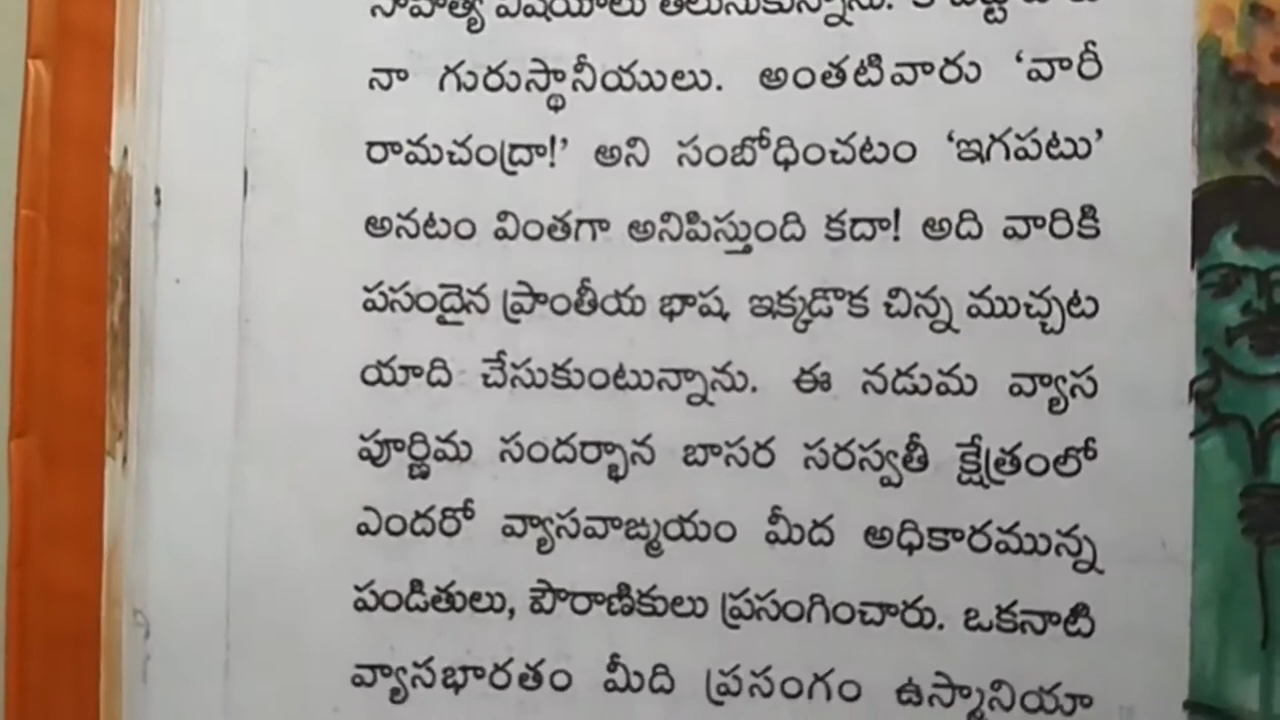 సాహిత్య విషయాలు తెలుసుకున్నాను.
నా గురుస్థానీయులు. అంతటివారు ‘వారీ
రామచంద్రా!’ అని సంబోధించటం ‘ఇగపటు’
అనటం వింతగా అనిపిస్తుంది కదా! అది వారికి
పసందైన ప్రాంతీయ భాష. ఇక్కడొక చిన్న ముచ్చట
యాది చేసుకుంటున్నాను. ఈ నడుమ వ్యాస
పూర్ణిమ సందర్భాన బాసర సరస్వతీ క్షేత్రంలో
ఎందరో వ్యాసవాఙ్మయం మీద అధికారమున్న
పండితులు, పౌరాణికులు ప్రసంగించారు. ఒకనాటి
వ్యాసభారతం మీది ప్రసంగం ఉస్మానియా